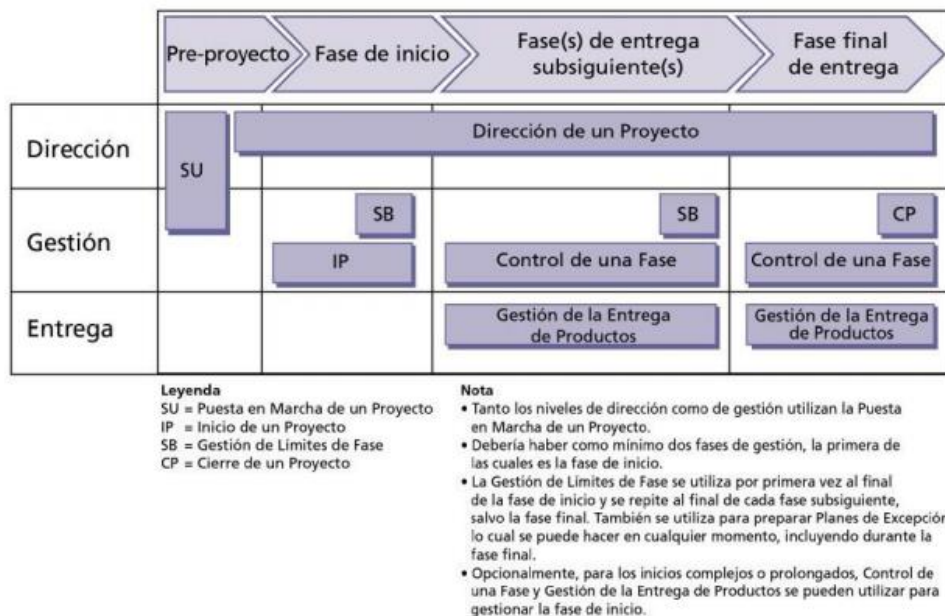 Pre-proyecto
Fase de inicio
Fase(s) de entrega
subsiguiente(s)
Fase final
de entrega
Dirección
SU
Dirección de un Proyecto
Gestión
SB
SB
CP
IP
Control de una Fase
Control de una Fase
Entrega
Gestión de la Entrega
de Productos
Gestión de la Entrega
de Productos
Leyenda
SU = Puesta en Marcha de un Proyecto
IP = Inicio de un Proyecto
SB = Gestión de Límites de Fase
CP = Cierre de un Proyecto
Nota
• Tanto los niveles de dirección como de gestión utilizan la Puesta
en Marcha de un Proyecto.
• Debería haber como mínimo dos fases de gestión, la primera de
las cuales es la fase de inicio.
• La Gestión de Límites de Fase se utiliza por primera vez al final
de la fase de inicio y se repite al final de cada fase subsiguiente,
salvo la fase final. También se utiliza para preparar Planes de Excepción
lo cual se puede hacer en cualquier momento, incluyendo durante la
fase final.
• Opcionalmente, para los inicios complejos o prolongados, Control de
una Fase y Gestión de la Entrega de Productos se pueden utilizar para
gestionar la fase de inicio.